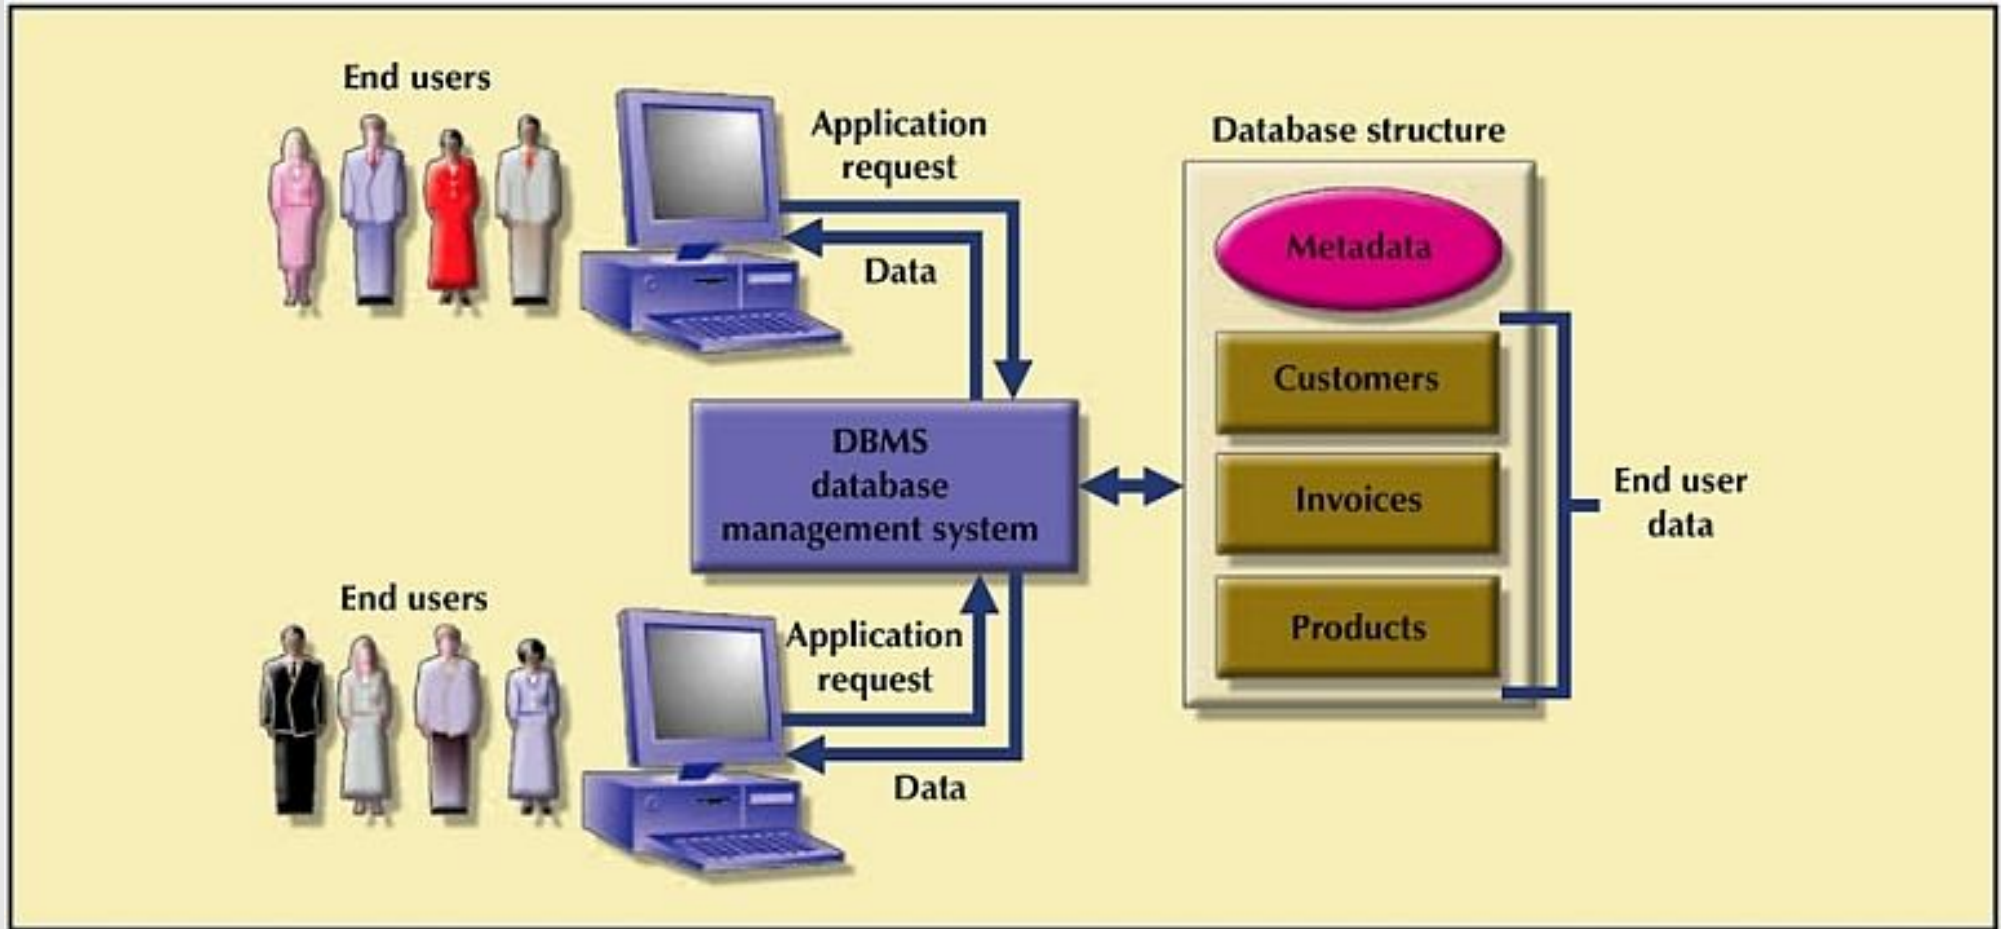 End users
Application
request
Data
DBMS
database
management system
End users
Application
request
Data
Database structure
Metadata
Customers
Invoices
Products
End user
data